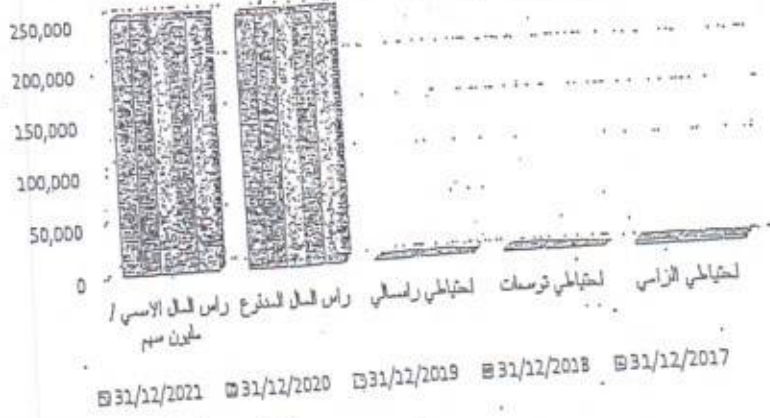 250,000
200,000
150,000
100,000
50,000
0
راس المال الاسمي / مليون سهم
راس المال المدفوع
احتياطي راسمالي
احتياطي توسعات
احتياطي الزامي
31/12/2021 31/12/2020 31/12/2019 31/12/2018 31/12/2017